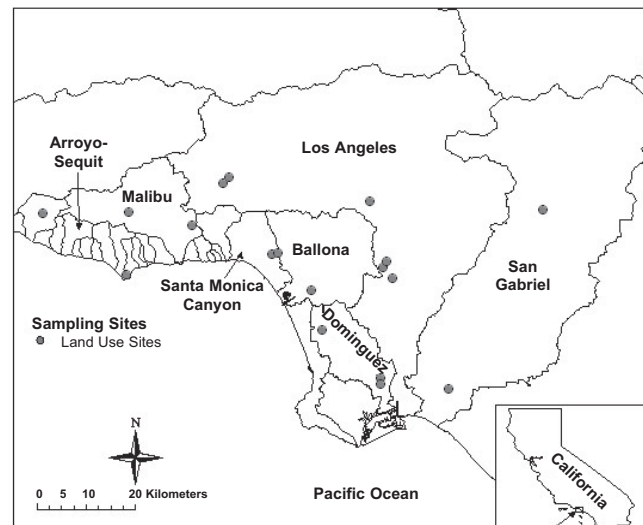 Arroyo-
Sequit
Los Angeles
Malibu
Ballona
San
Gabriel
Santa Monica
Canyon
Dominguez
Sampling Sites
Land Use Sites
N
0 5 10 20 Kilometers
Pacific Ocean
California